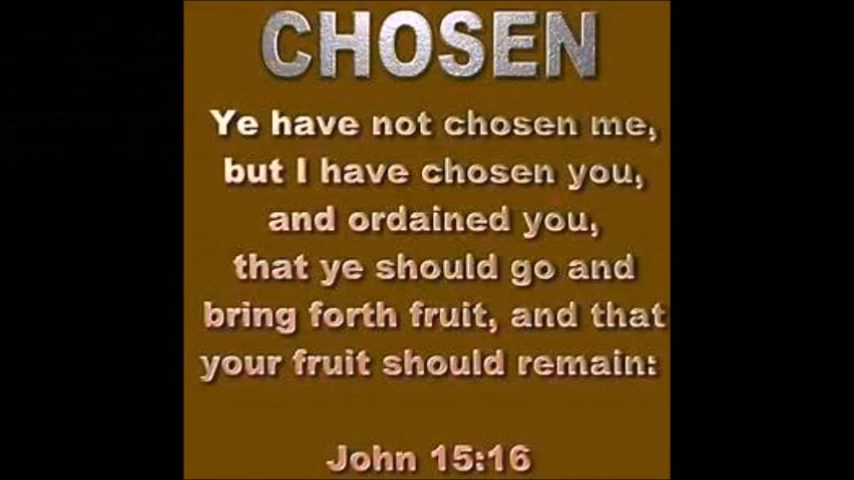 CHOSEN
Ye have not chosen me,
but I have chosen you,
and ordained you,
that ye should go and
bring forth fruit, and that
your fruit should remain:
John 15:16